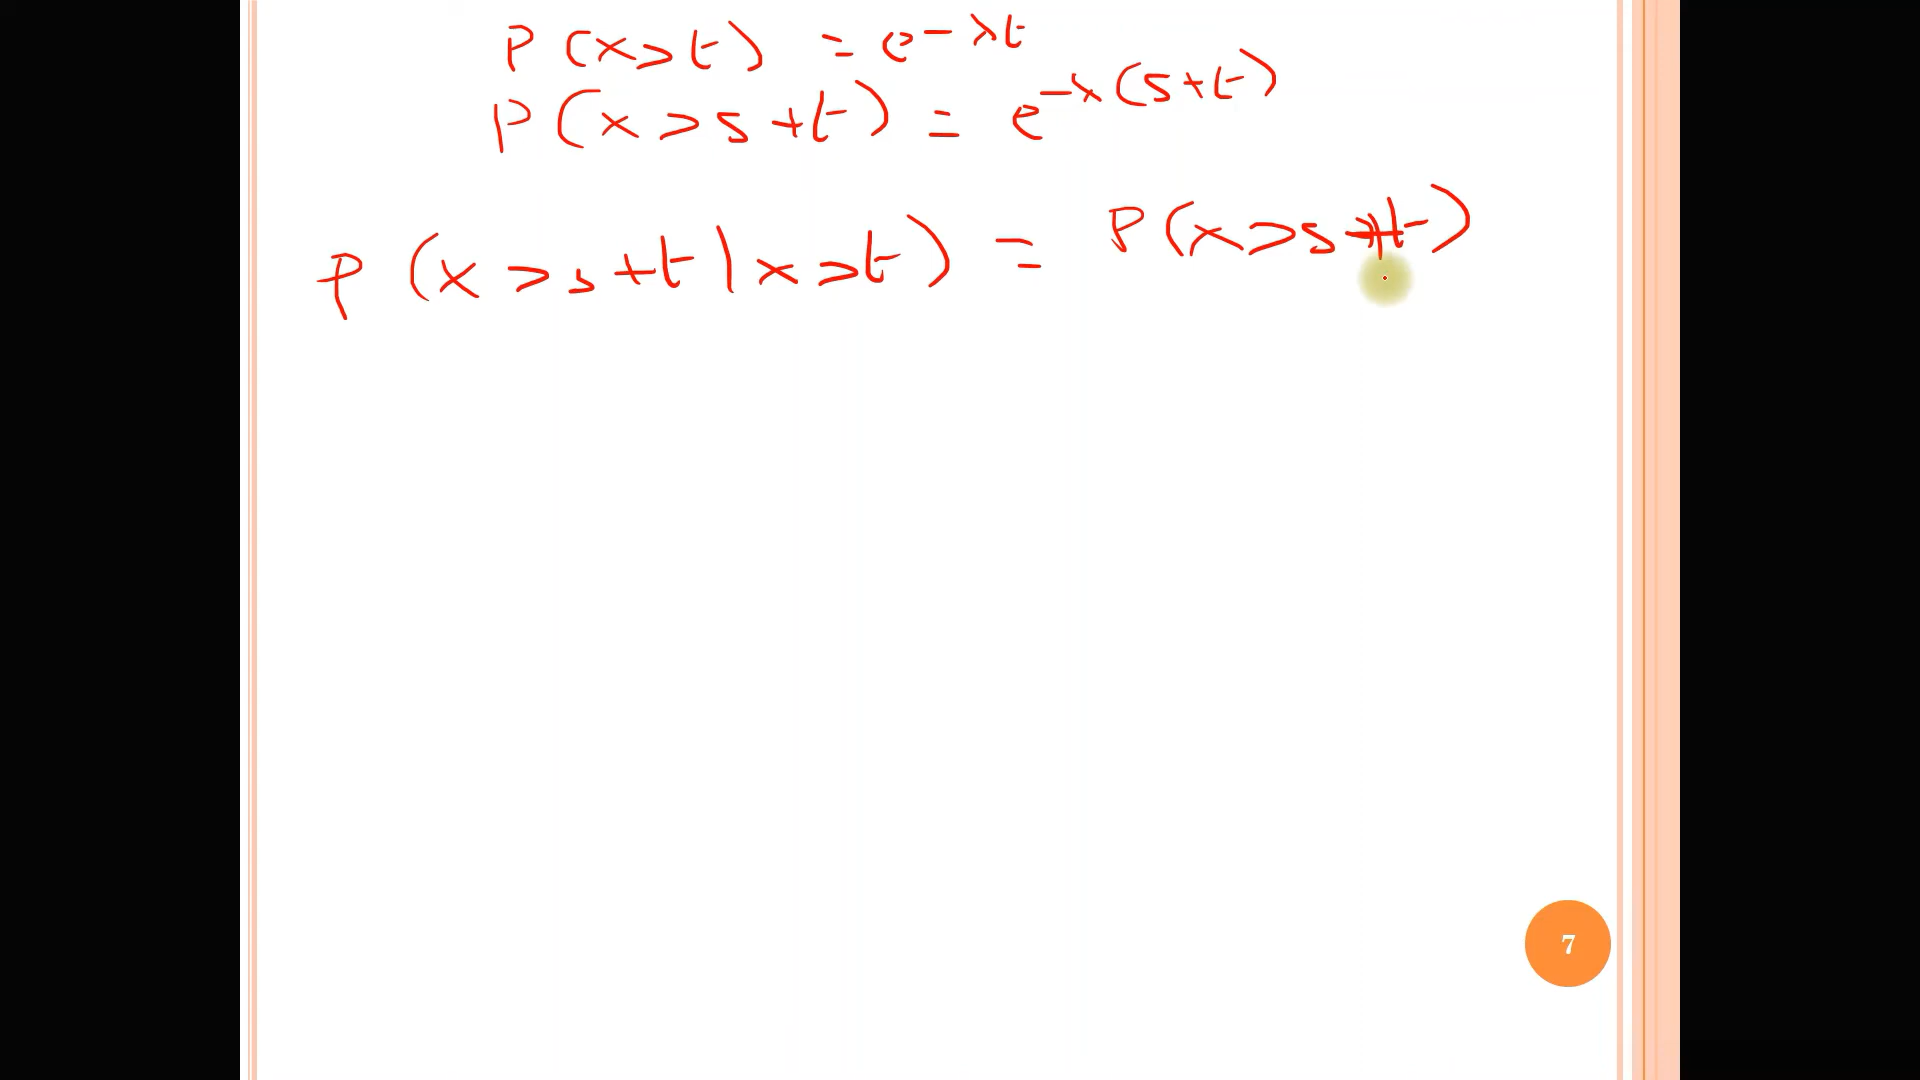 P(x>t) = e^{-λt}
P(x>s+t) = e^{-λ(s+t)}
P(x>s+t|x>t) = P(x>s+t)
7